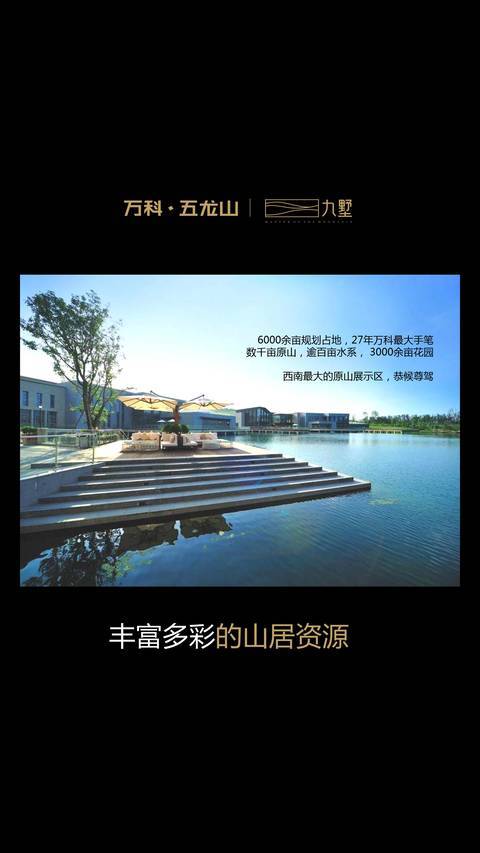 万科·五龙山 | 九墅
6000余亩规划占地，27年万科最大手笔
数千亩原山，逾百亩水系， 3000余亩花园
西南最大的原山展示区，恭候尊驾
丰富多彩的山居资源